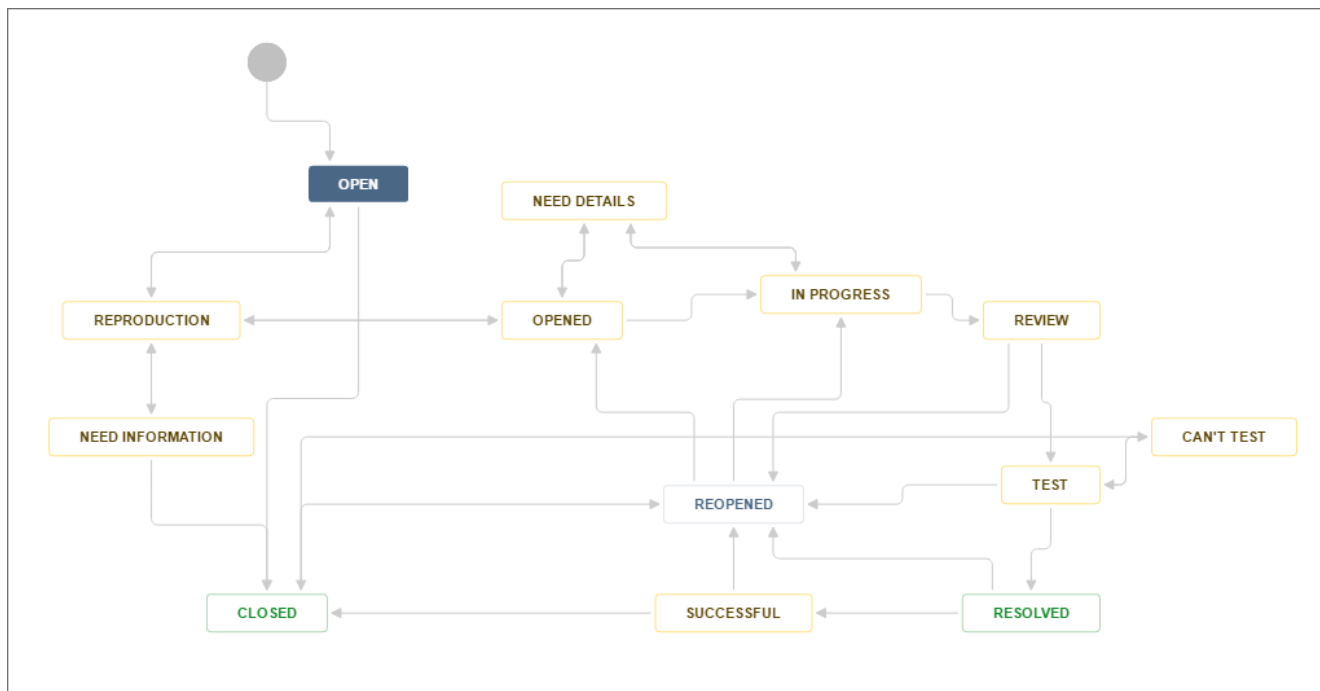 OPEN
NEED DETAILS
IN PROGRESS
REPRODUCTION
OPENED
REVIEW
NEED INFORMATION
CAN'T TEST
TEST
REOPENED
CLOSED
SUCCESSFUL
RESOLVED